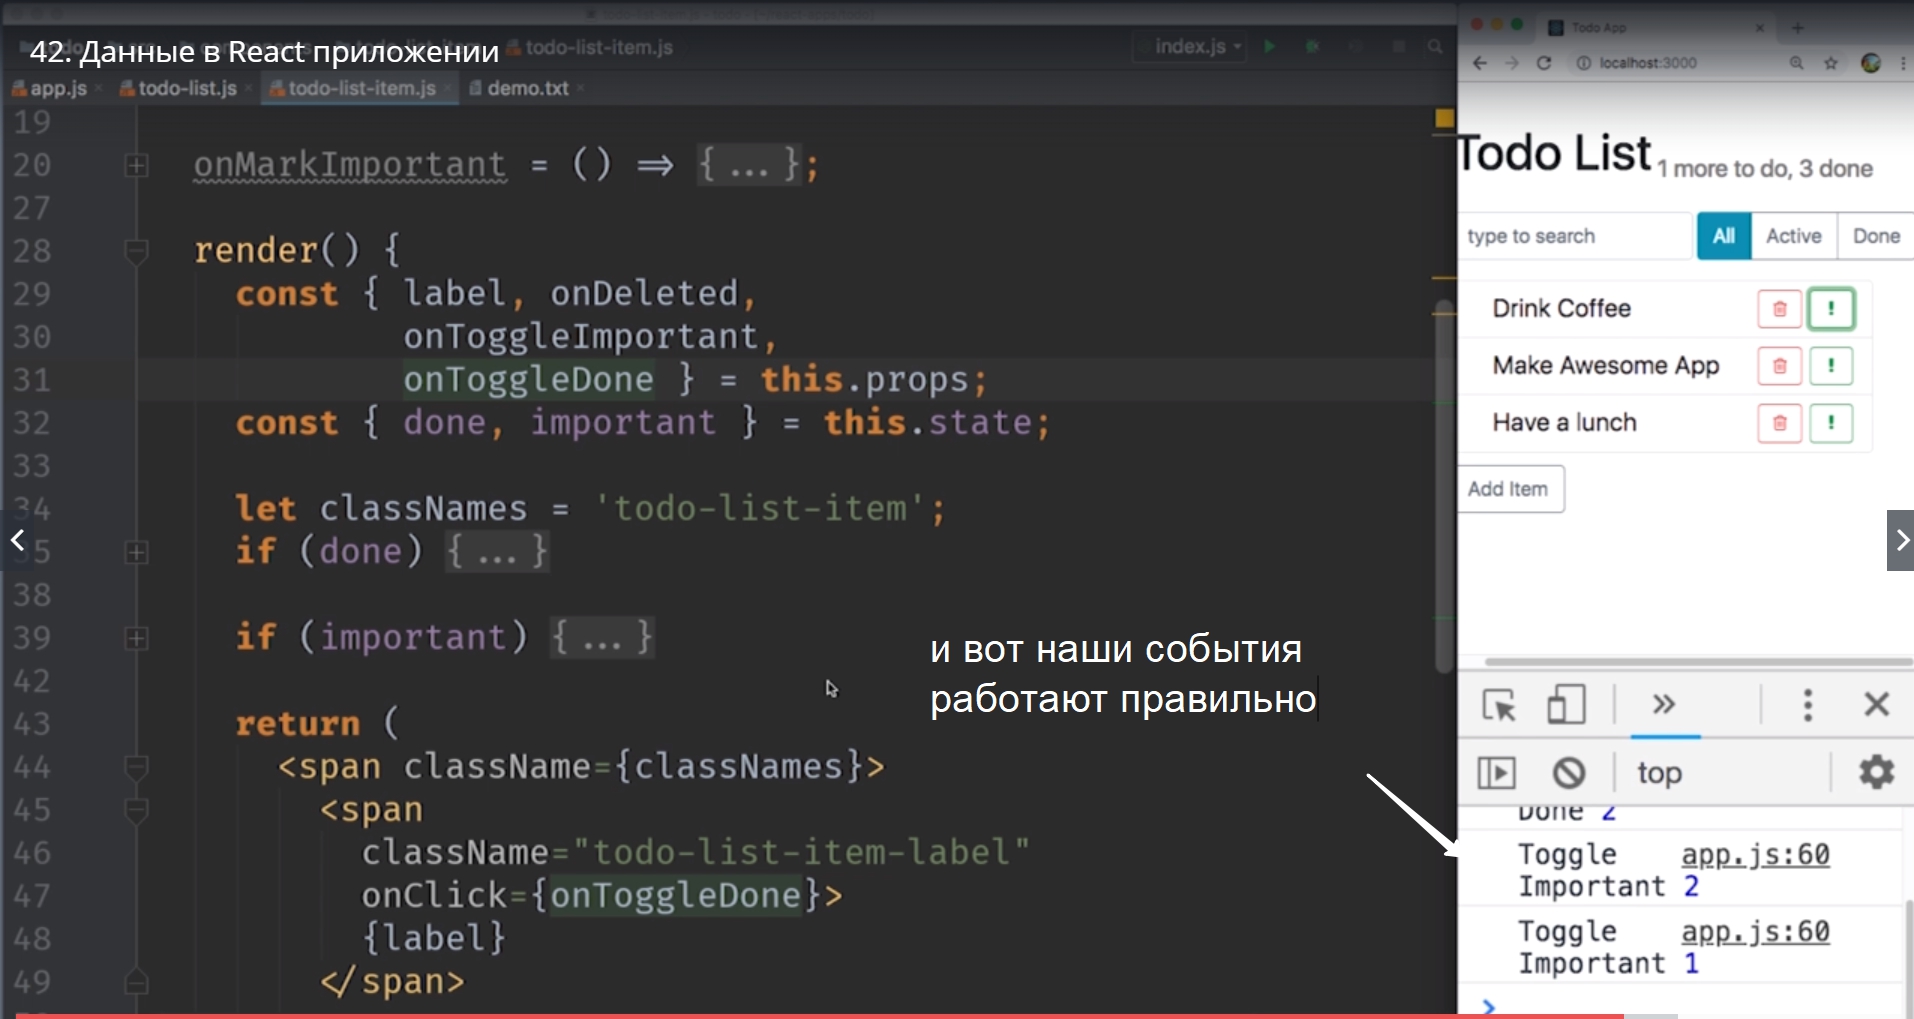 42. Данные в React приложении
todo-list-item.js
index.js
app.js
todo-list.js
todo-list-item.js
demo.txt
19
20 onMarkImportant = () => { ... };
27
28 render() {
29 const { label, onDeleted,
30 onToggleImportant,
31 onToggleDone } = this.props;
32 const { done, important } = this.state;
33
34 let classNames = 'todo-list-item';
35 if (done) { ... }
38
39 if (important) { ... }
42
43 return (
44 <span className={classNames}>
45 <span
46 className="todo-list-item-label"
47 onClick={onToggleDone}>
48 {label}
49 </span>
и вот наши события
работают правильно
Todo App
localhost:3000
Todo List 1 more to do, 3 done
type to search
All
Active
Done
Drink Coffee !
Make Awesome App !
Have a lunch !
Add Item
top
Done 2
Toggle app.js:60
Important 2
Toggle app.js:60
Important 1